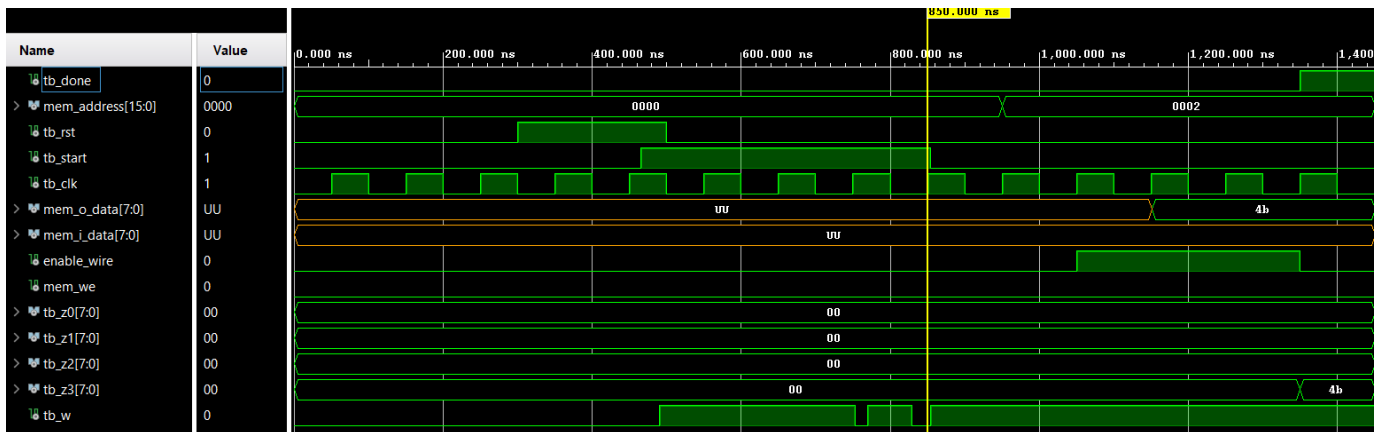 850.000 ns
Name Value
0.000 ns 200.000 ns 400.000 ns 600.000 ns 800.000 ns 1,000.000 ns 1,200.000 ns 1,400
tb_done 0
mem_address[15:0] 0000 0000 0002
tb_rst 0
tb_start 1
tb_clk 1
mem_o_data[7:0] UU UU 4b
mem_i_data[7:0] UU UU
enable_wire 0
mem_we 0
tb_z0[7:0] 00 00
tb_z1[7:0] 00 00
tb_z2[7:0] 00 00
tb_z3[7:0] 00 00 4b
tb_w 0